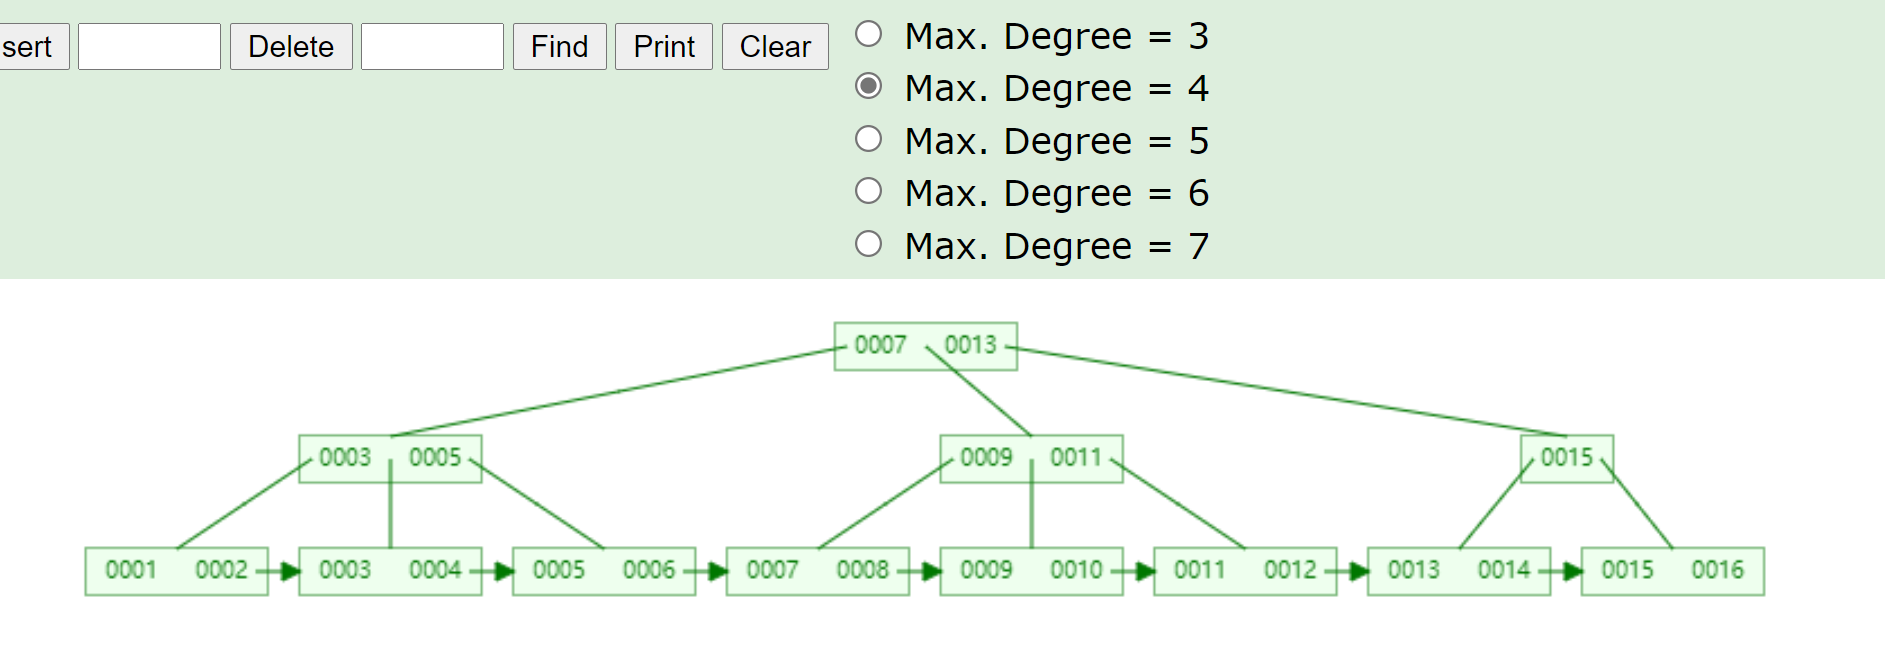 sert Delete Find Print Clear
Max. Degree = 3
Max. Degree = 4
Max. Degree = 5
Max. Degree = 6
Max. Degree = 7
0007 0013
0003 0005 0009 0011 0015
0001 0002 0003 0004 0005 0006 0007 0008 0009 0010 0011 0012 0013 0014 0015 0016